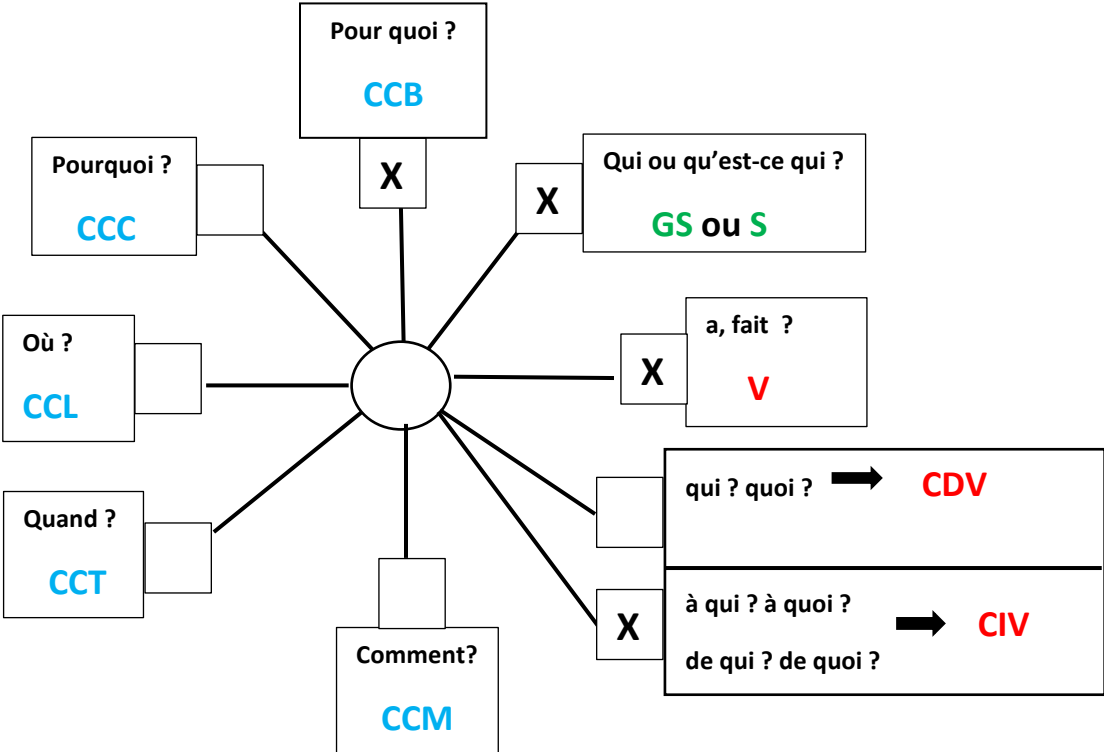 Pour quoi ?
CCB
X
Qui ou qu’est-ce qui ?
GS ou S
X
a, fait  ?
V
X
qui ? quoi ?
CDV
à qui ? à quoi ?
de qui ? de quoi ?
CIV
X
Comment?
CCM
Quand ?
CCT
Où ?
CCL
Pourquoi ?
CCC